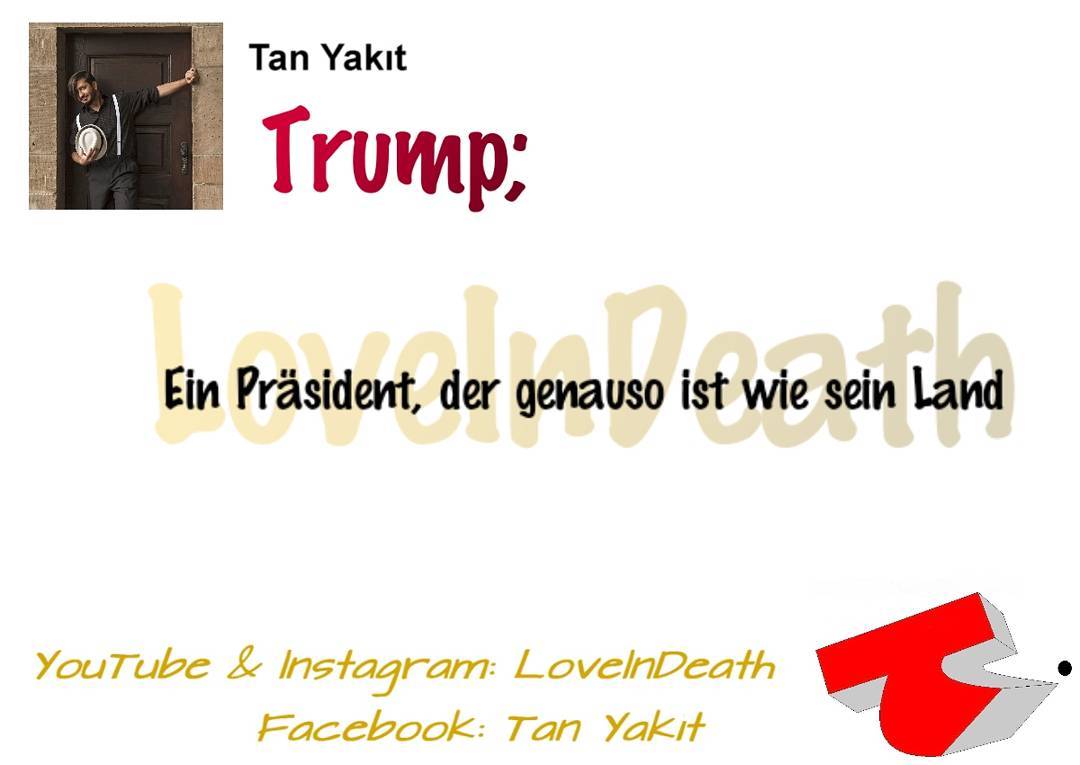 Tan Yakıt
Trump;
LoveInDeath
Ein Präsident, der genauso ist wie sein Land
YouTube & Instagram: LoveInDeath
Facebook: Tan Yakıt